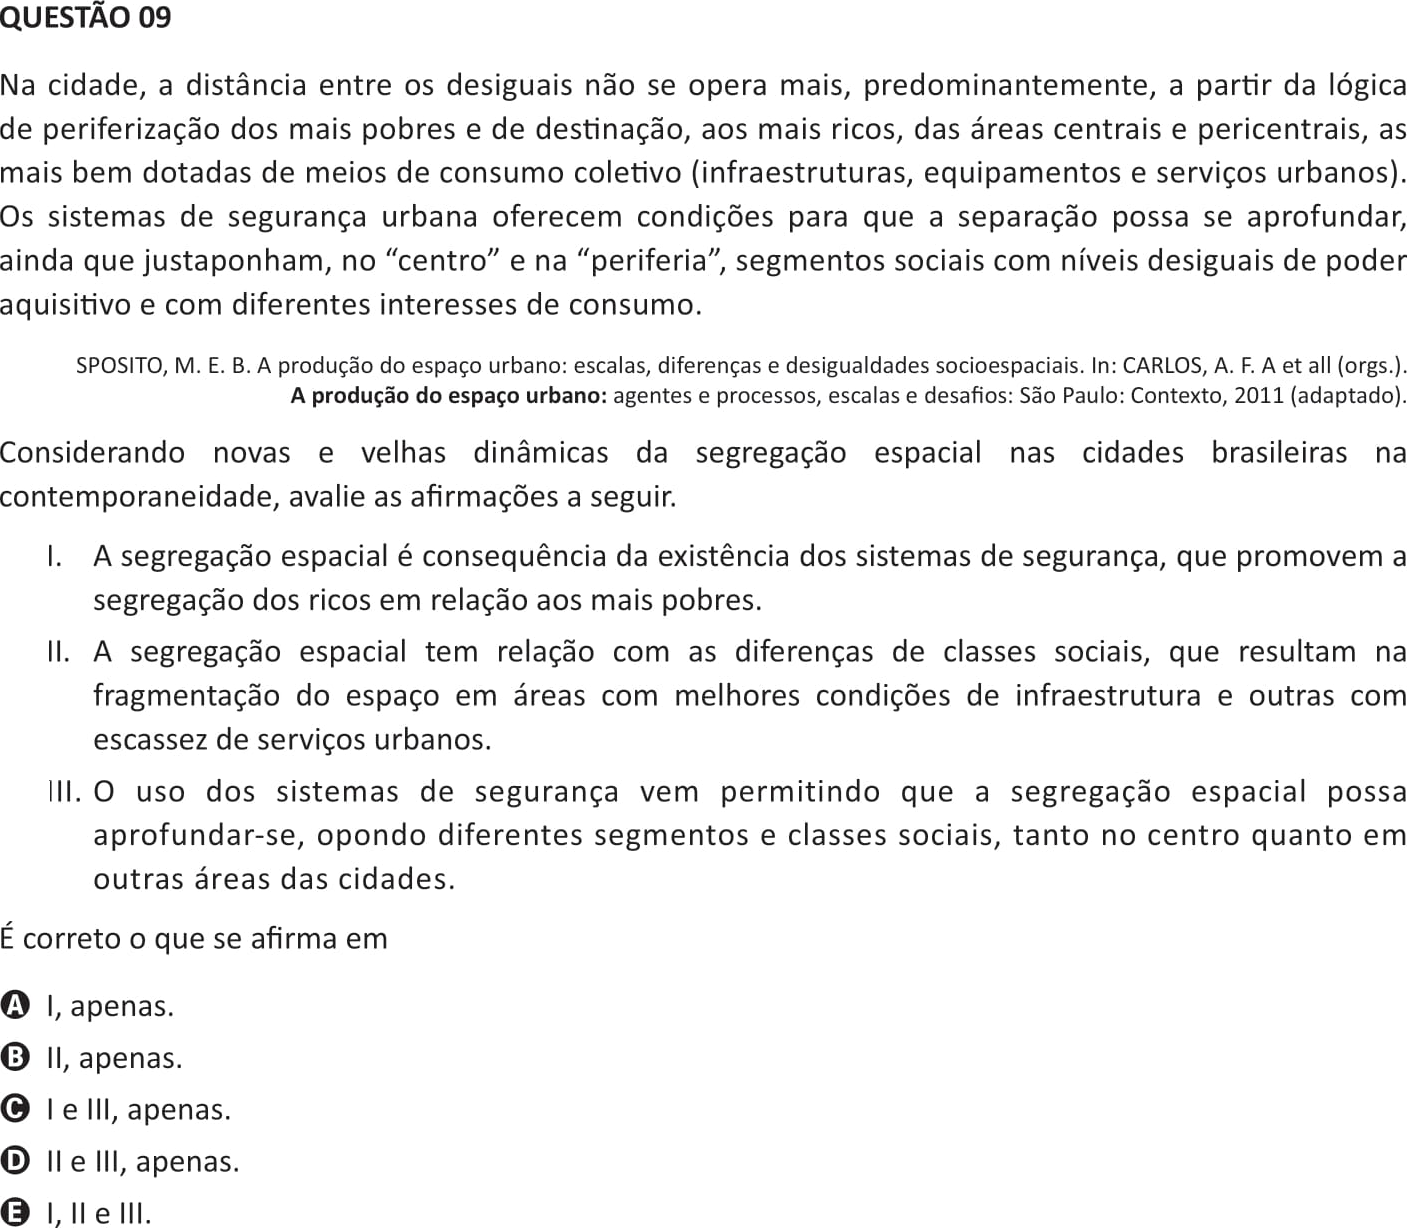 QUESTÃO 09
Na cidade, a distância entre os desiguais não se opera mais, predominantemente, a partir da lógica
de periferização dos mais pobres e de destinação, aos mais ricos, das áreas centrais e pericentrais, as
mais bem dotadas de meios de consumo coletivo (infraestruturas, equipamentos e serviços urbanos).
Os sistemas de segurança urbana oferecem condições para que a separação possa se aprofundar,
ainda que justaponham, no “centro” e na “periferia”, segmentos sociais com níveis desiguais de poder
aquisitivo e com diferentes interesses de consumo.
SPOSITO, M. E. B. A produção do espaço urbano: escalas, diferenças e desigualdades socioespaciais. In: CARLOS, A. F. A et all (orgs.).
A produção do espaço urbano: agentes e processos, escalas e desafios: São Paulo: Contexto, 2011 (adaptado).
Considerando novas e velhas dinâmicas da segregação espacial nas cidades brasileiras na
contemporaneidade, avalie as afirmações a seguir.
I. A segregação espacial é consequência da existência dos sistemas de segurança, que promovem a
segregação dos ricos em relação aos mais pobres.
II. A segregação espacial tem relação com as diferenças de classes sociais, que resultam na
fragmentação do espaço em áreas com melhores condições de infraestrutura e outras com
escassez de serviços urbanos.
III. O uso dos sistemas de segurança vem permitindo que a segregação espacial possa
aprofundar-se, opondo diferentes segmentos e classes sociais, tanto no centro quanto em
outras áreas das cidades.
É correto o que se afirma em
A I, apenas.
B II, apenas.
C I e III, apenas.
D II e III, apenas.
E I, II e III.